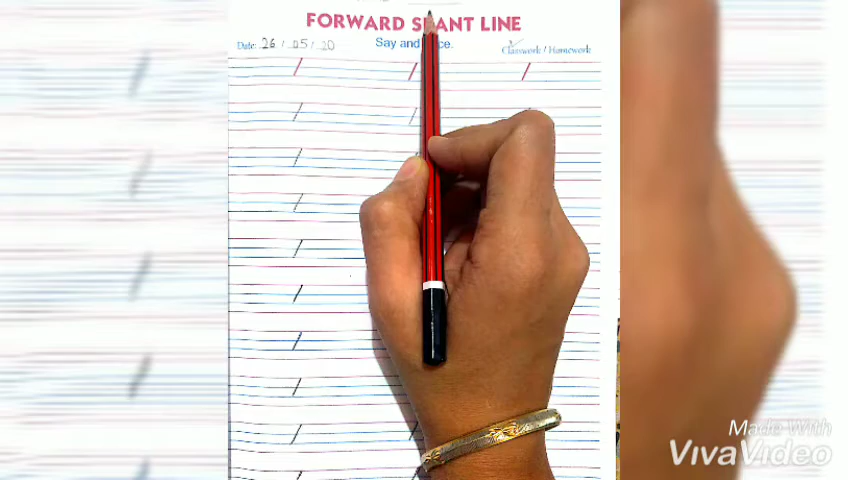 FORWARD S ANT LINE
Say and ce.
Date: 26 / 05 / 20
Classwork / Homework
Made With
VivaVideo